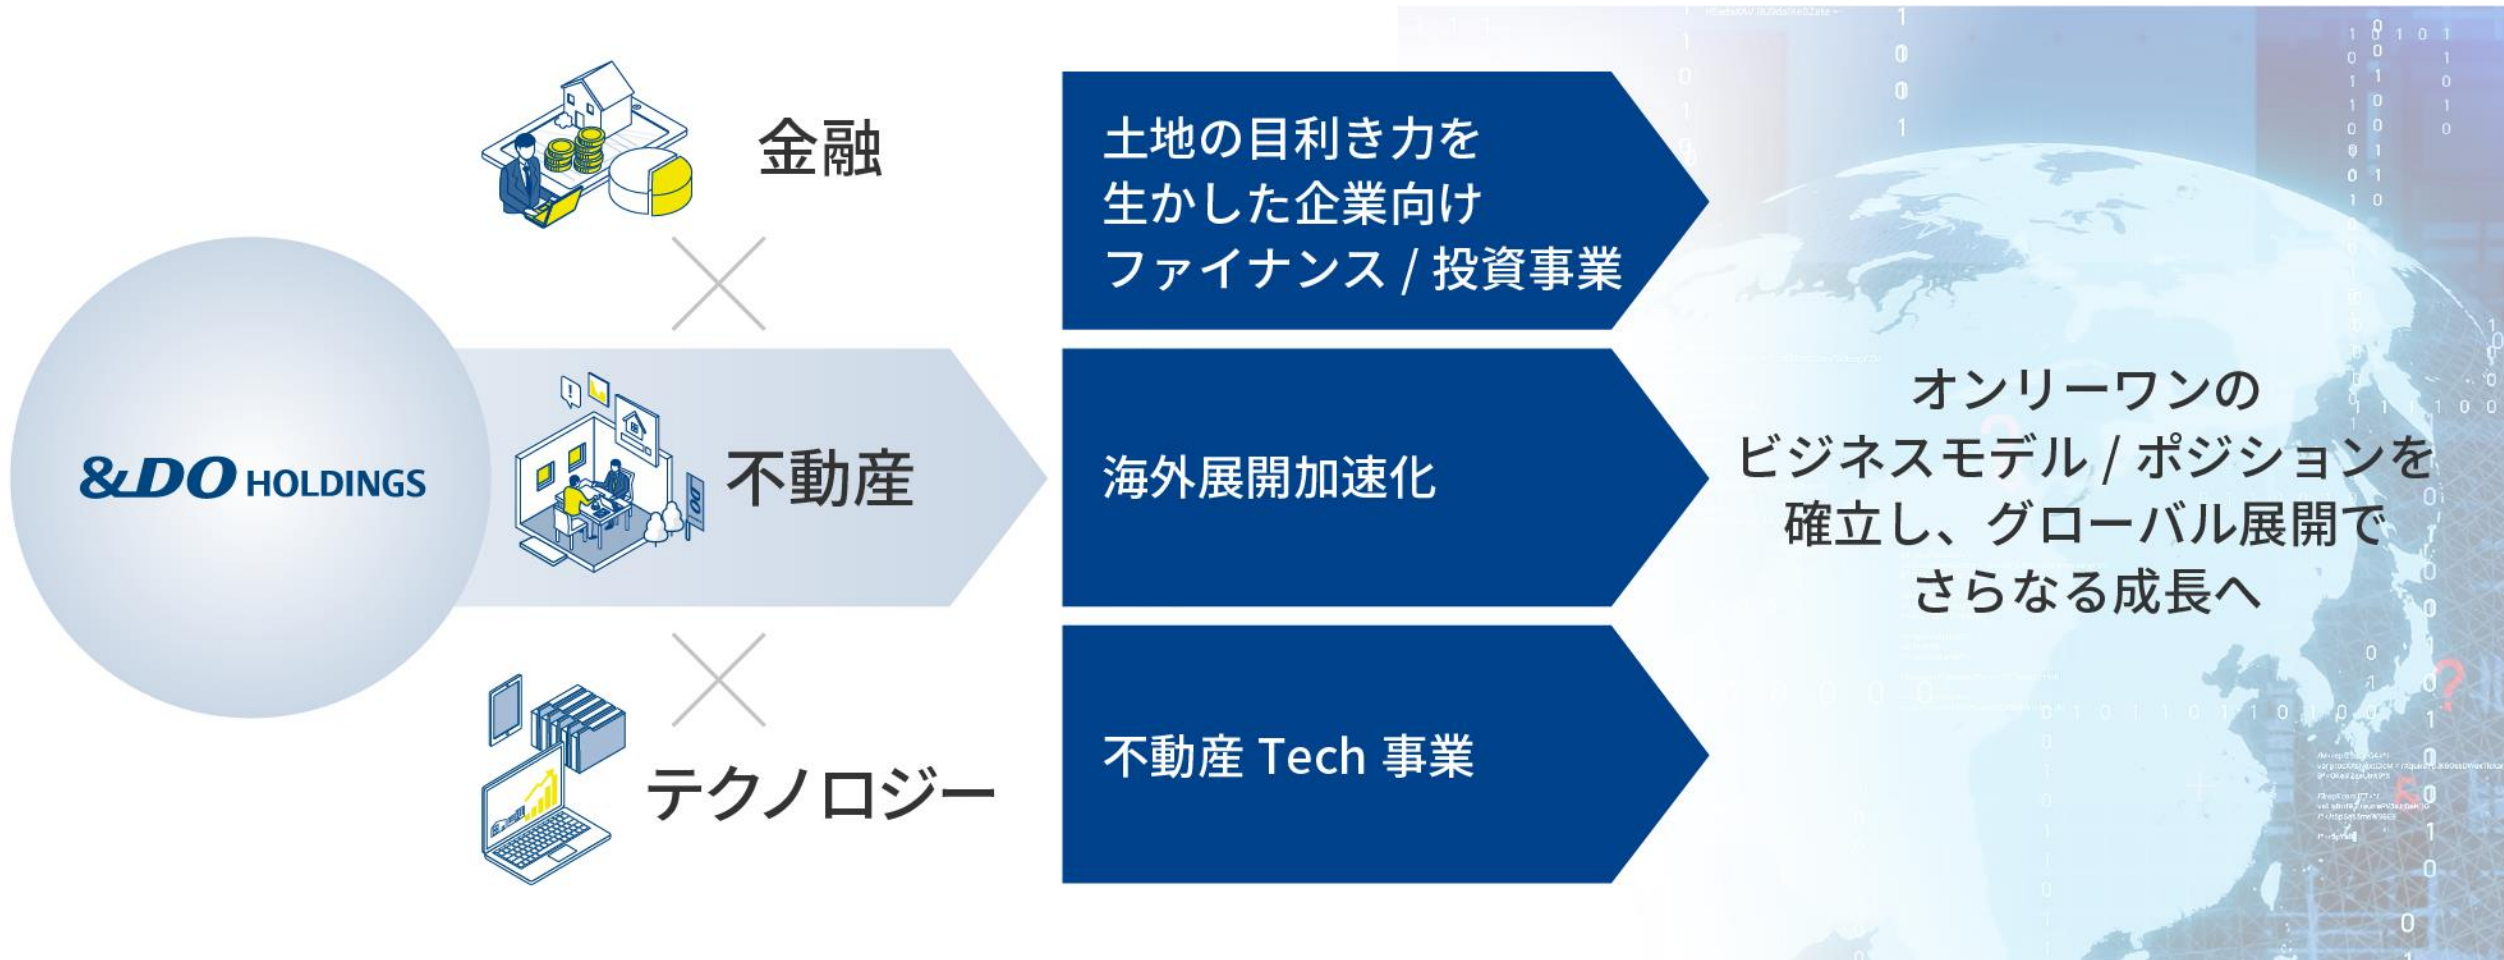 &DO HOLDINGS
金融
不動産
テクノロジー
土地の目利き力を
生かした企業向け
ファイナンス / 投資事業
海外展開加速化
不動産 Tech 事業
オンリーワンの
ビジネスモデル / ポジションを
確立し、グローバル展開で
さらなる成長へ